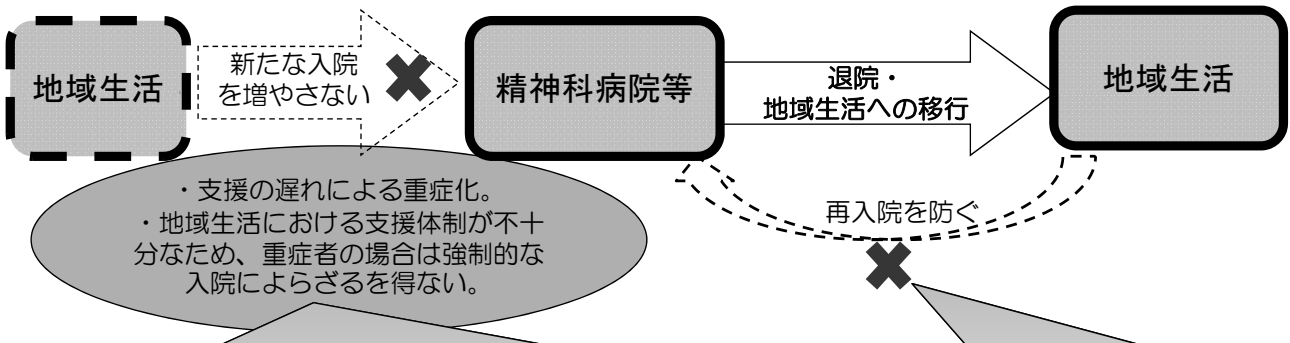 地域生活
新たな入院
を増やさない
精神科病院等
退院・
地域生活への移行
地域生活
・支援の遅れによる重症化。
・地域生活における支援体制が不十
分なため、重症者の場合は強制的な
入院によらざるを得ない。
再入院を防ぐ